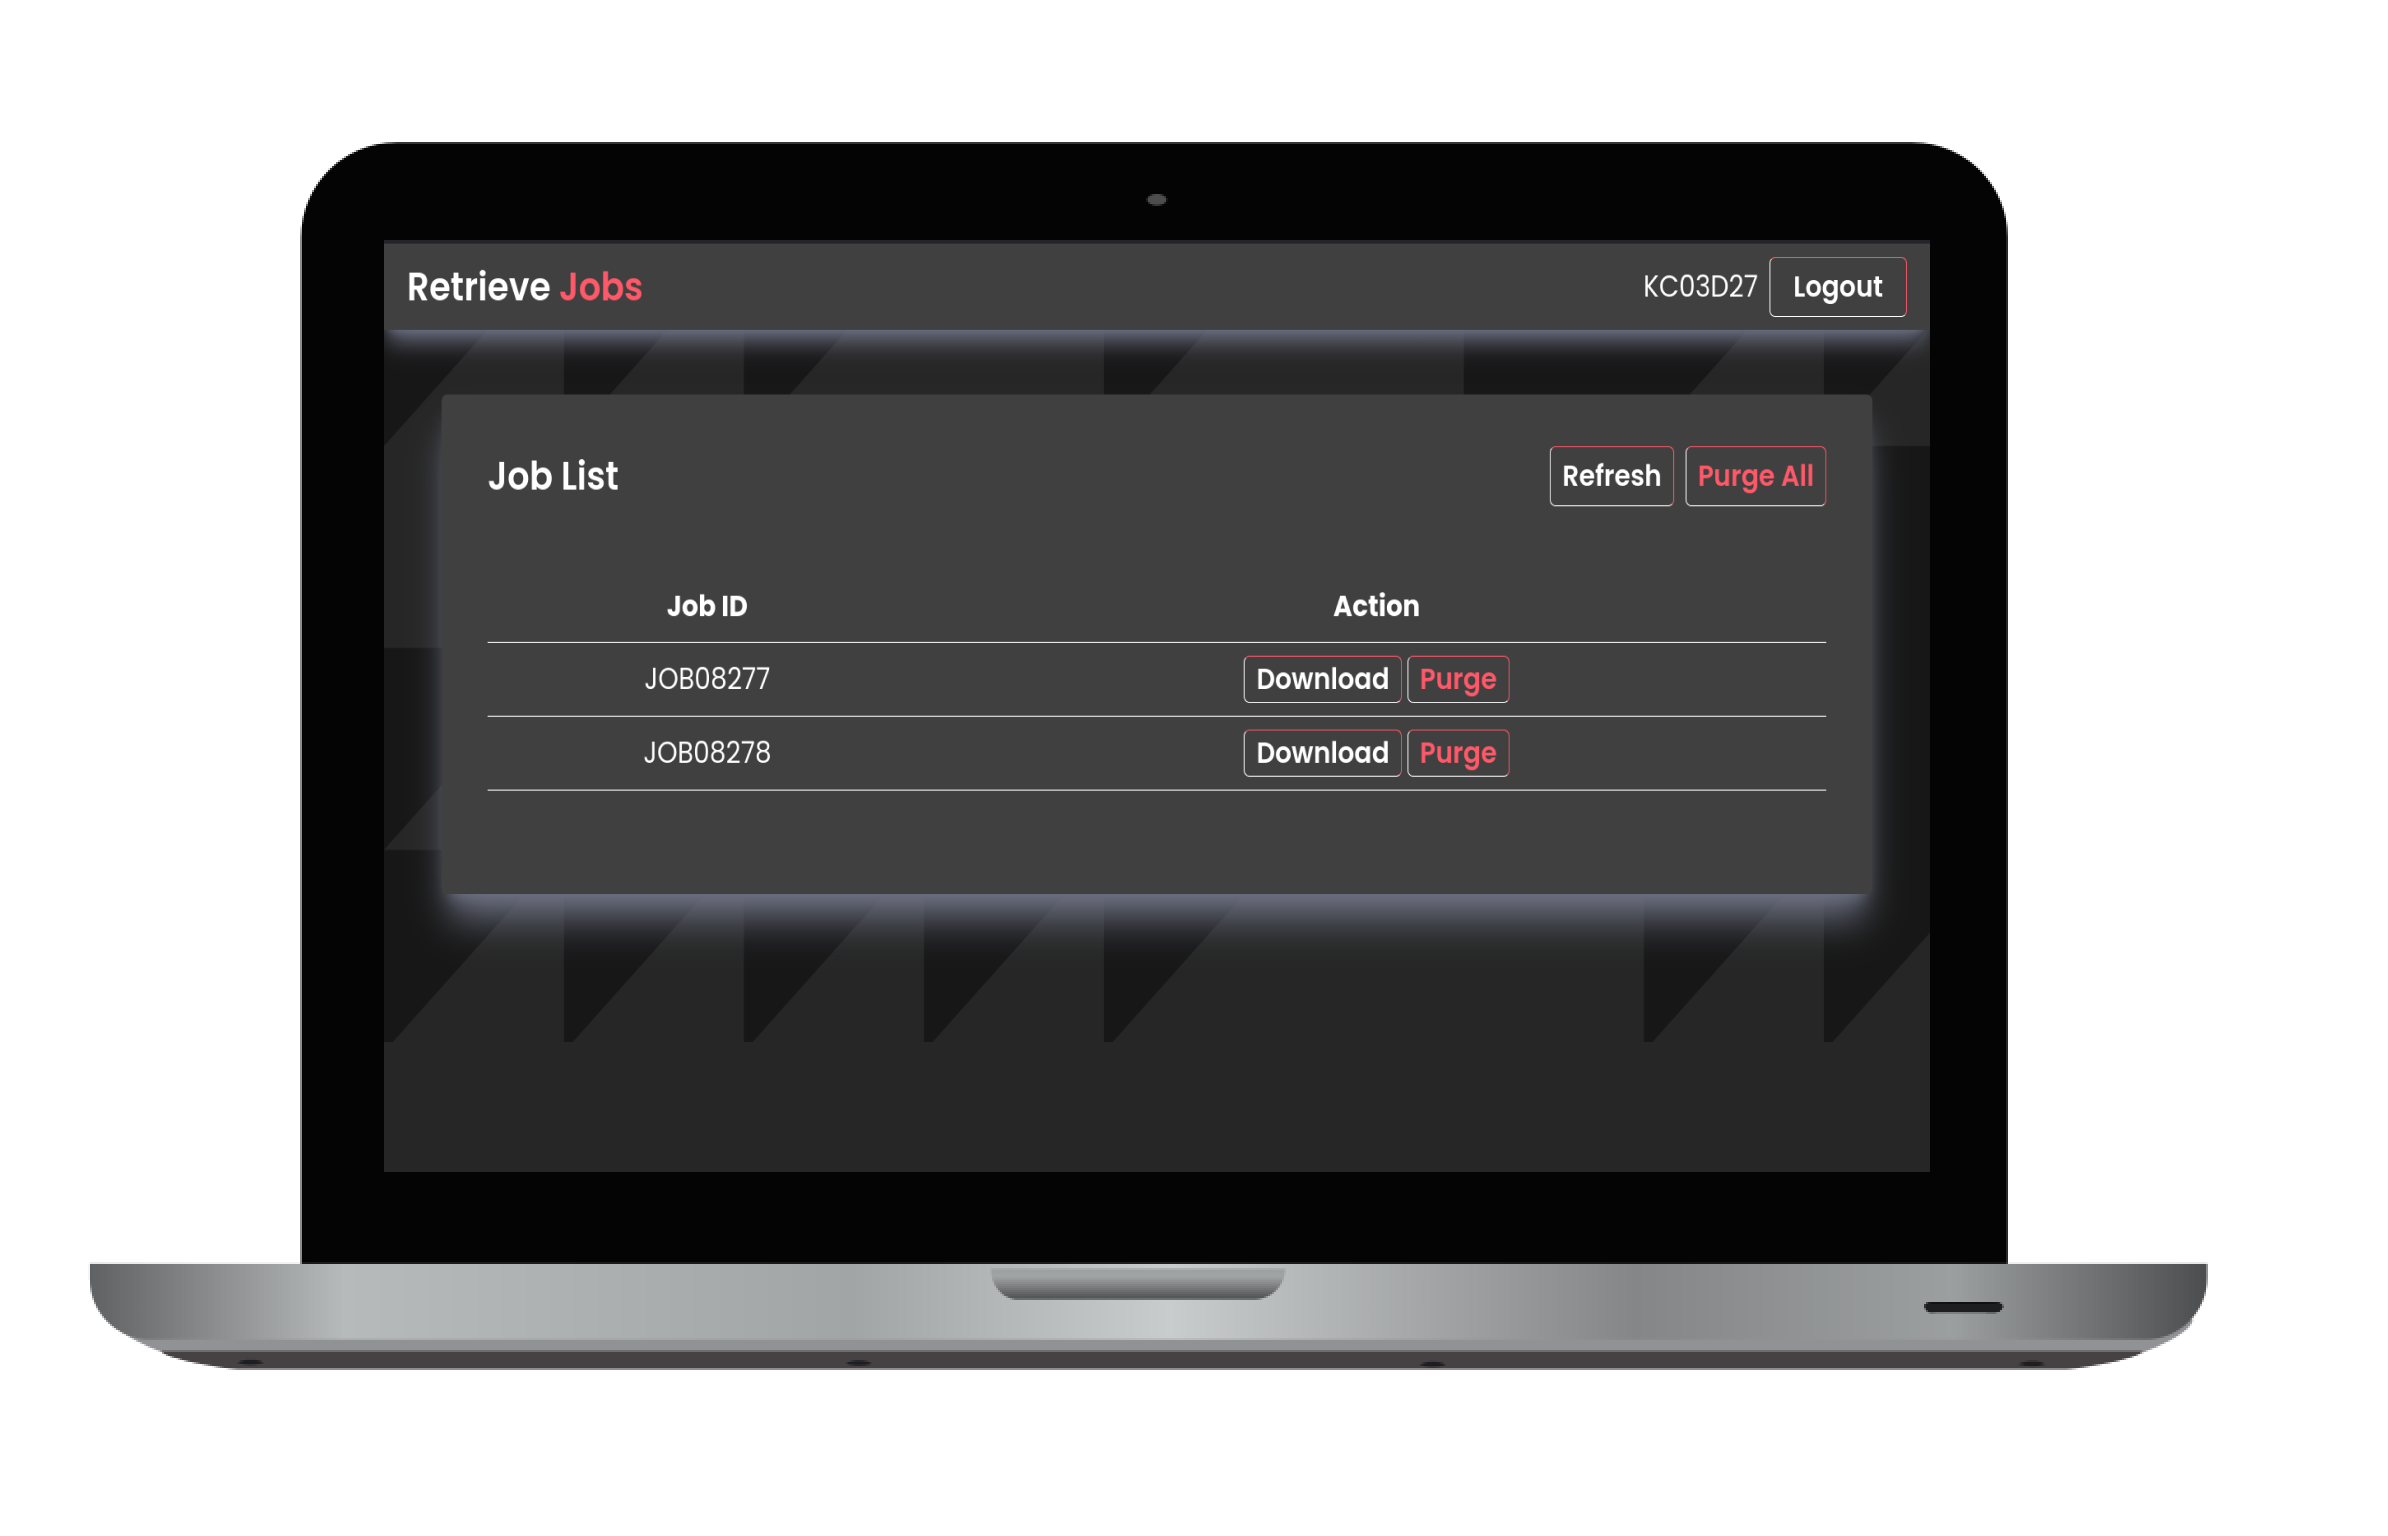 Retrieve Jobs
KC03D27 Logout
Job List
Refresh Purge All
Job ID Action
JOB08277 Download Purge
JOB08278 Download Purge